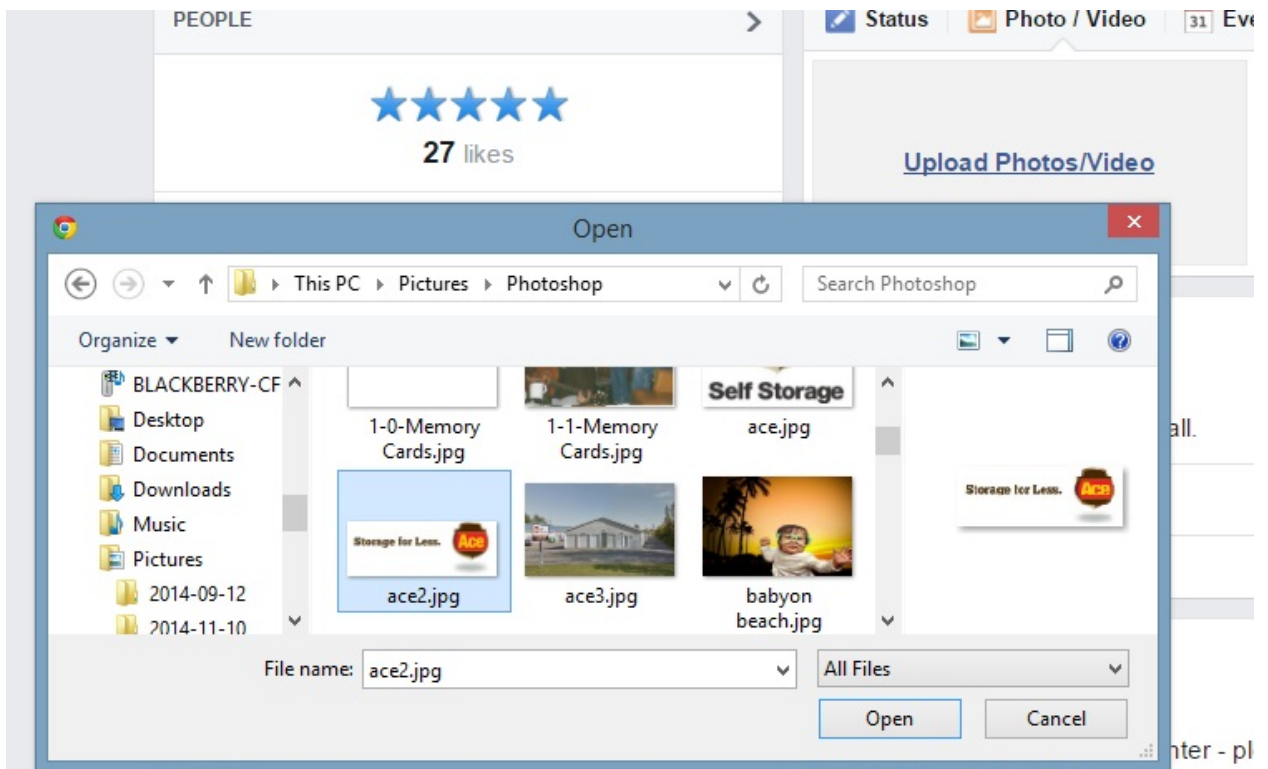 PEOPLE
Status
Photo / Video
31
Eve
27 likes
Upload Photos/Video
Open
This PC
Pictures
Photoshop
Search Photoshop
Organize
New folder
BLACKBERRY-CF
Desktop
Documents
Downloads
Music
Pictures
2014-09-12
2014-11-10
1-0-Memory
Cards.jpg
1-1-Memory
Cards.jpg
Self Storage
ace.jpg
Storage for Less.
Ace
ace2.jpg
ace3.jpg
babyon
beach.jpg
Storage for Less.
Ace
all.
File name:
ace2.jpg
All Files
Open
Cancel
nter - pl